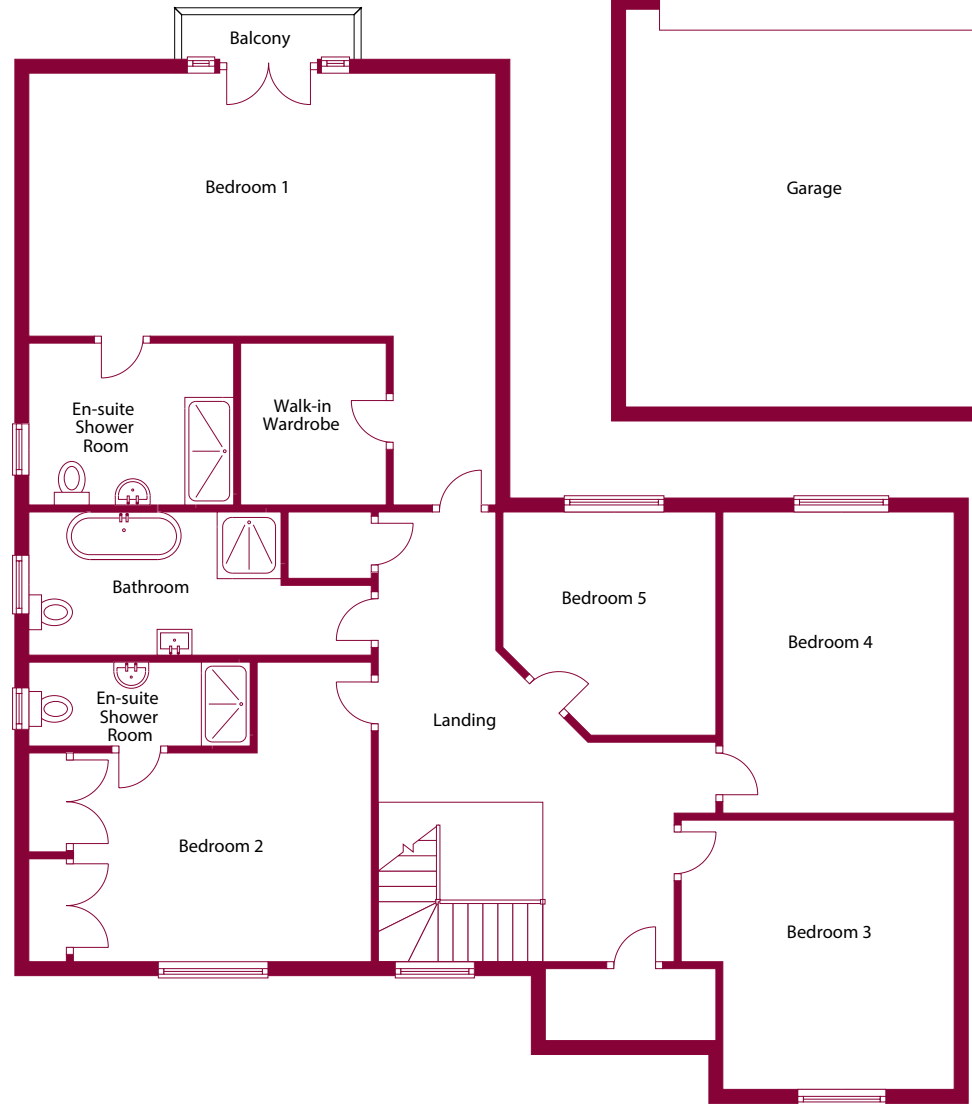 Balcony
Bedroom 1
Garage
En-suite
Shower
Room
Walk-in
Wardrobe
Bathroom
Bedroom 5
Bedroom 4
En-suite
Shower
Room
Landing
Bedroom 2
Bedroom 3